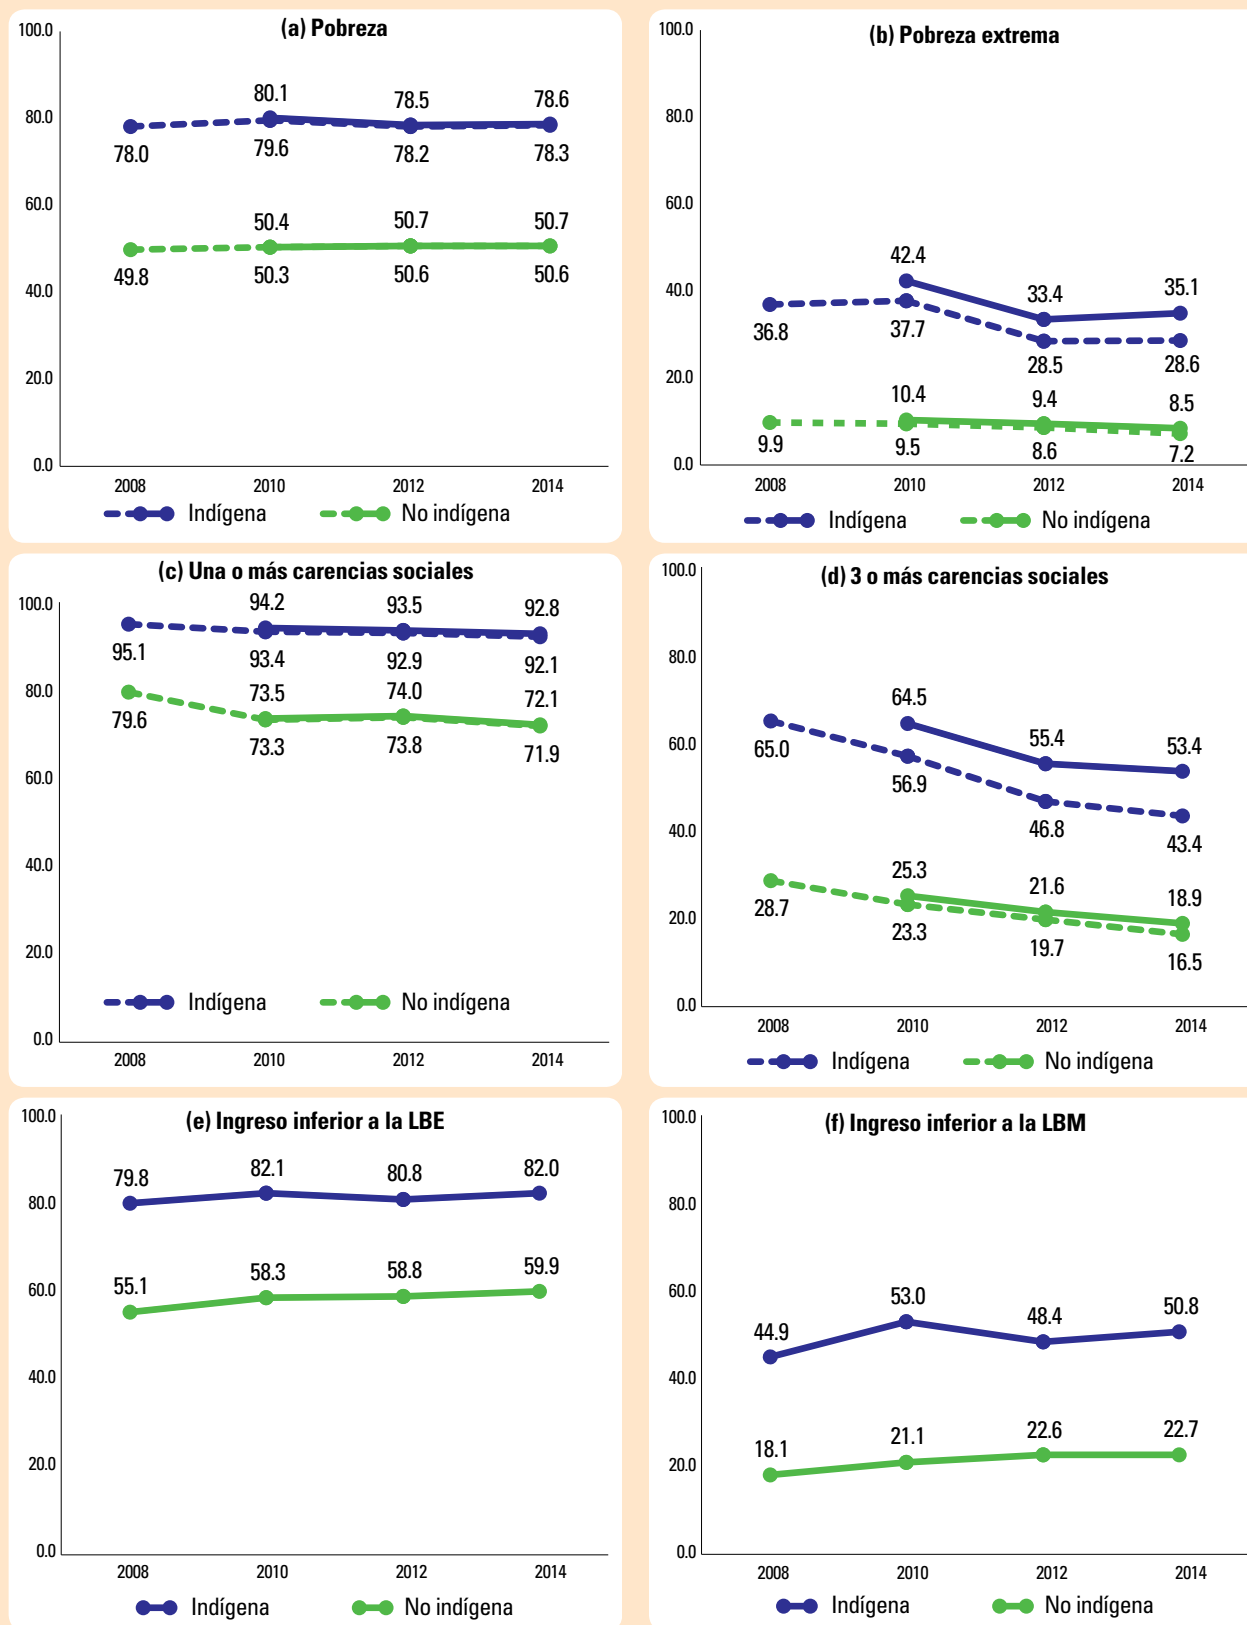 (a) Pobreza
100.0
80.0
60.0
40.0
20.0
0.0
80.1 78.5 78.6
78.0 79.6 78.2 78.3
50.4 50.7 50.7
49.8 50.3 50.6 50.6
2008 2010 2012 2014
Indígena No indígena
(b) Pobreza extrema
100.0
80.0
60.0
40.0
20.0
0.0
42.4 33.4 35.1
36.8 37.7 28.5 28.6
10.4 9.4 8.5
9.9 9.5 8.6 7.2
2008 2010 2012 2014
Indígena No indígena
(c) Una o más carencias sociales
100.0
80.0
60.0
40.0
20.0
0.0
94.2 93.5 92.8
95.1 93.4 92.9 92.1
73.5 74.0 72.1
79.6 73.3 73.8 71.9
Indígena No indígena
2008 2010 2012 2014
(d) 3 o más carencias sociales
100.0
80.0
60.0
40.0
20.0
0.0
64.5 55.4 53.4
65.0 56.9 46.8 43.4
25.3 21.6 18.9
28.7 23.3 19.7 16.5
2008 2010 2012 2014
Indígena No indígena
(e) Ingreso inferior a la LBE
100.0
80.0
60.0
40.0
20.0
0.0
79.8 82.1 80.8 82.0
55.1 58.3 58.8 59.9
2008 2010 2012 2014
Indígena No indígena
(f) Ingreso inferior a la LBM
100.0
80.0
60.0
40.0
20.0
0.0
44.9 53.0 48.4 50.8
18.1 21.1 22.6 22.7
2008 2010 2012 2014
Indígena No indígena